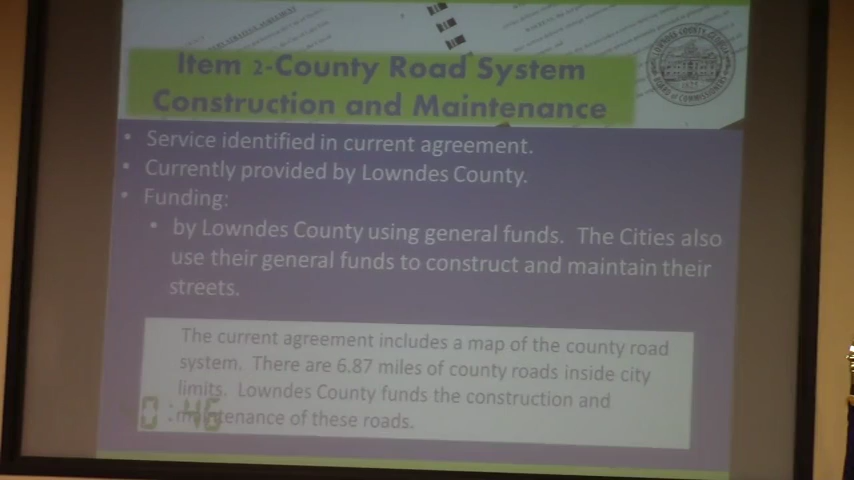 Item 2-County Road System
Construction and Maintenance
• Service identified in current agreement.
• Currently provided by Lowndes County.
• Funding:
• by Lowndes County using general funds. The Cities also
use their general funds to construct and maintain their
streets.
The current agreement includes a map of the county road
system. There are 6.87 miles of county roads inside city
limits. Lowndes County funds the construction and
maintenance of these roads.
0:46